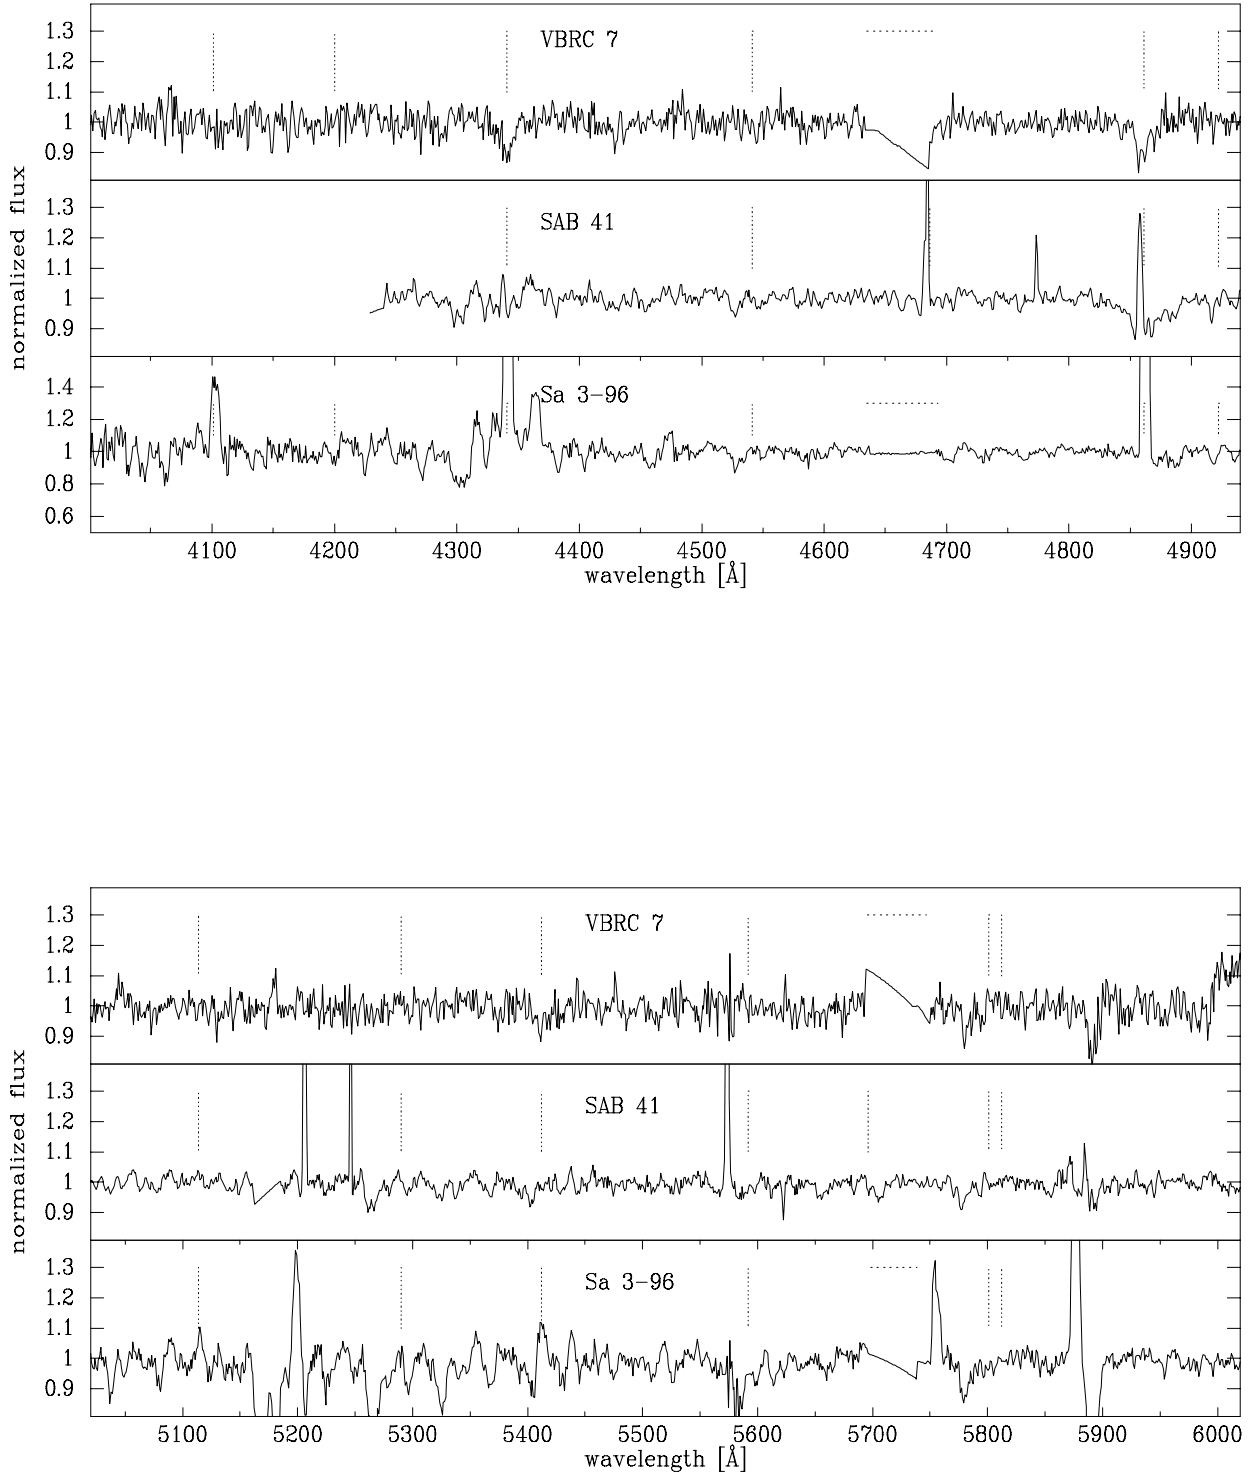 VBRC 7
1.3
1.2
1.1
1
0.9
SAB 41
1.3
1.2
1.1
1
0.9
Sa 3-96
1.4
1.2
1
0.8
0.6
normalized flux
4100 4200 4300 4400 4500 4600 4700 4800 4900
wavelength [Å]
VBRC 7
1.3
1.2
1.1
1
0.9
SAB 41
1.3
1.2
1.1
1
0.9
Sa 3-96
1.3
1.2
1.1
1
0.9
normalized flux
5100 5200 5300 5400 5500 5600 5700 5800 5900 6000
wavelength [Å]